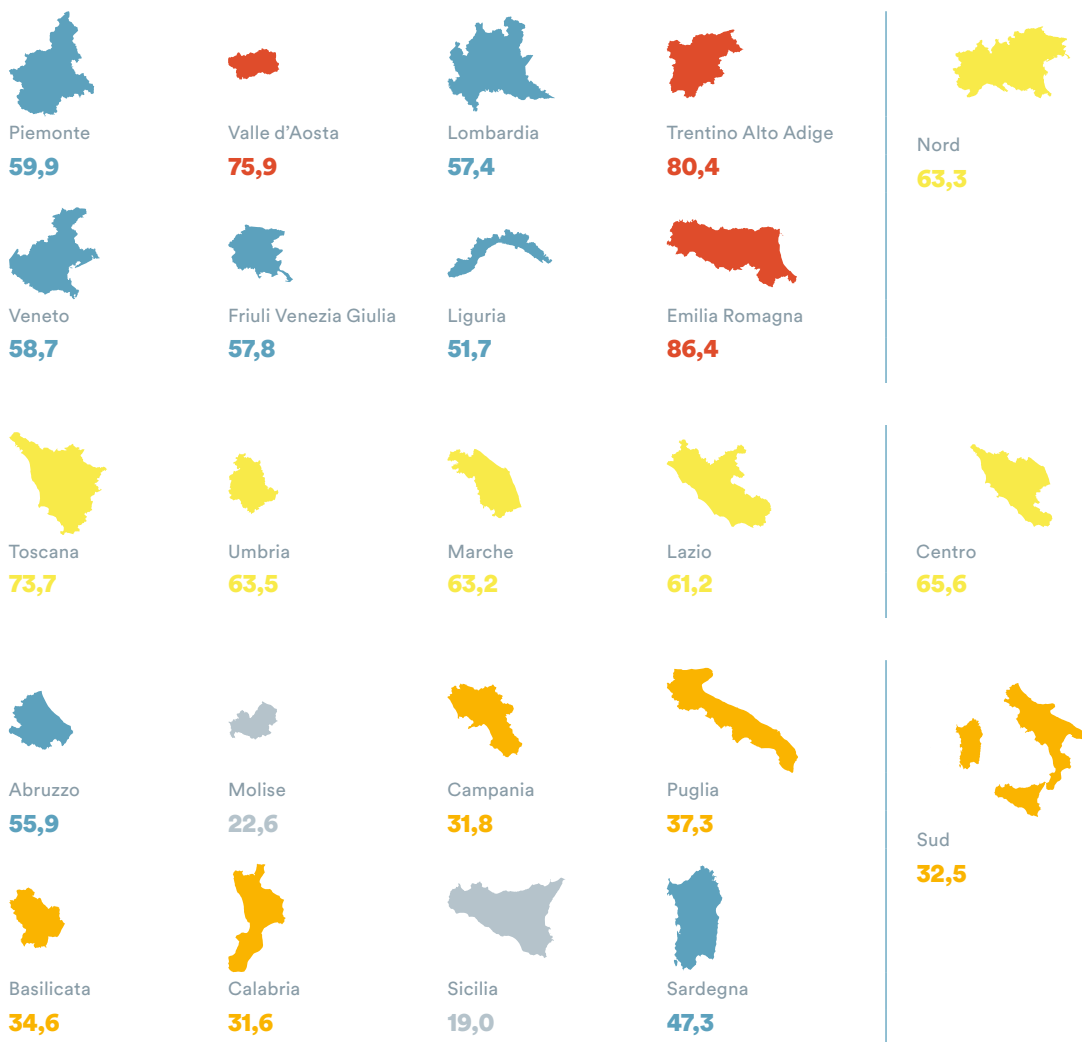 Piemonte
59,9
Valle d'Aosta
75,9
Lombardia
57,4
Trentino Alto Adige
80,4
Nord
63,3
Veneto
58,7
Friuli Venezia Giulia
57,8
Liguria
51,7
Emilia Romagna
86,4
Toscana
73,7
Umbria
63,5
Marche
63,2
Lazio
61,2
Centro
65,6
Abruzzo
55,9
Molise
22,6
Campania
31,8
Puglia
37,3
Sud
32,5
Basilicata
34,6
Calabria
31,6
Sicilia
19,0
Sardegna
47,3